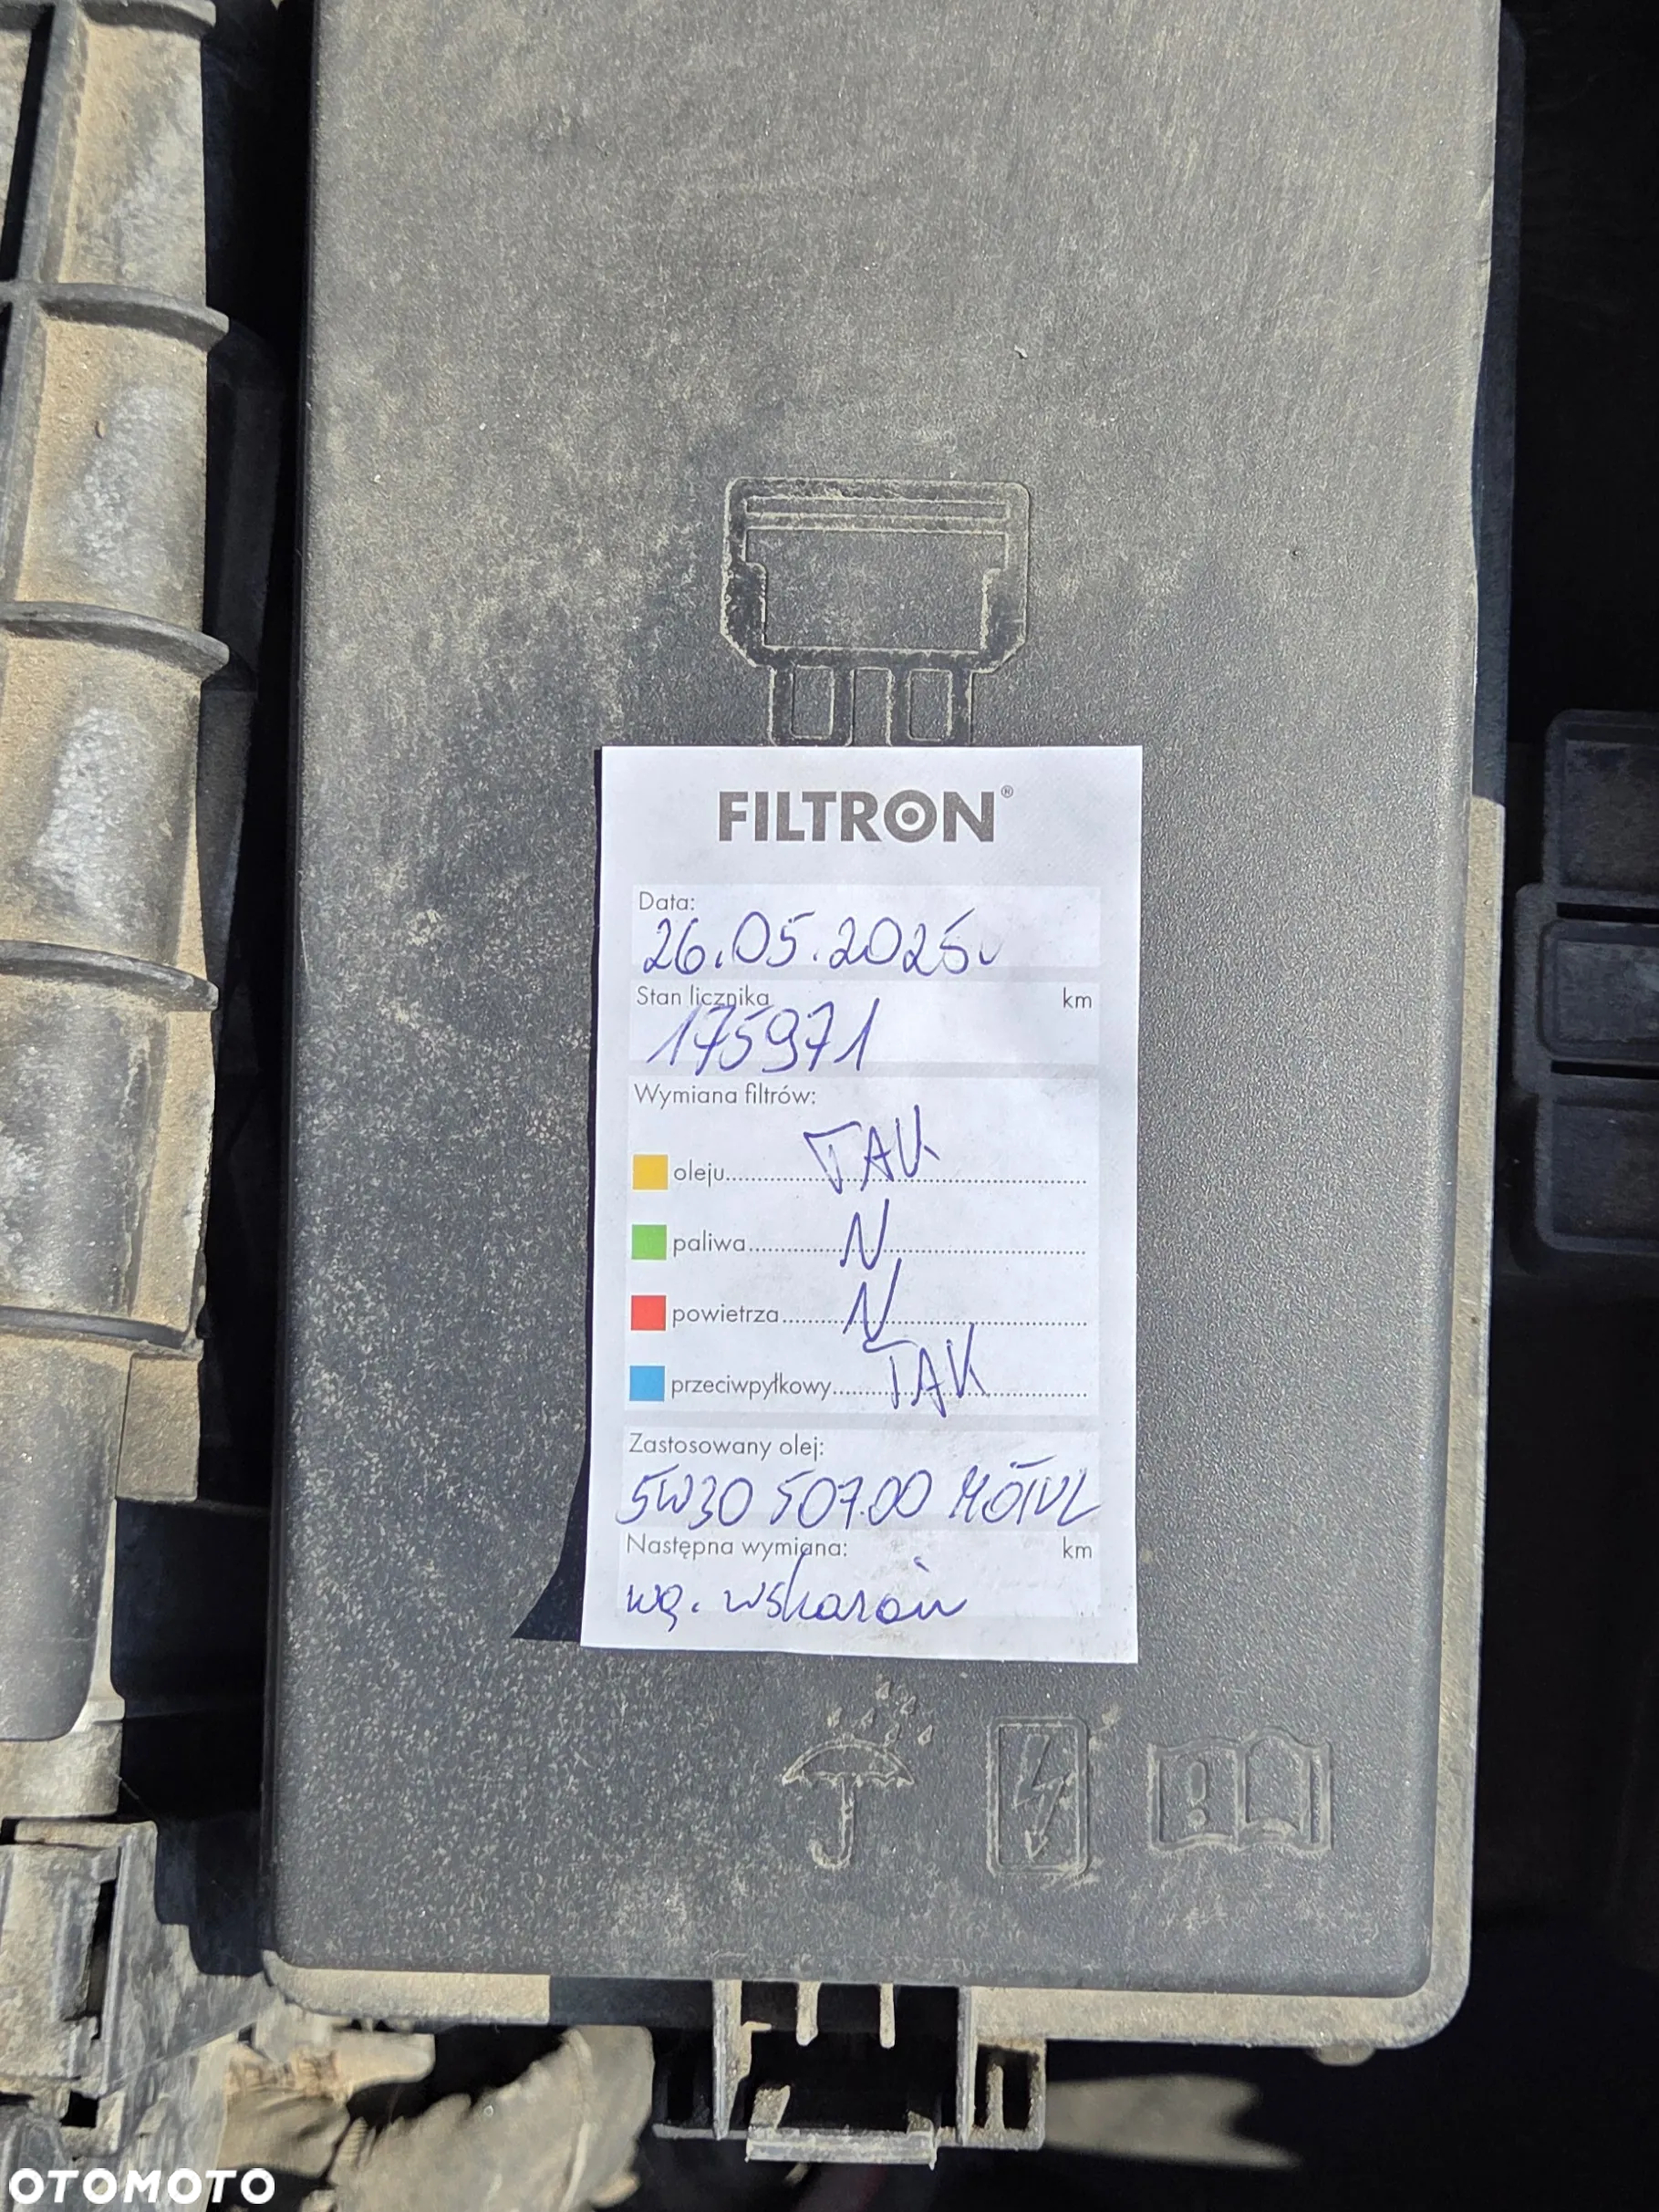 FILTRON®
Data:
26.05.2025r
Stan licznika km
175971
Wymiana filtrów:
TAK
oleju....................
paliwa.......... N
powietrza....... N
przeciwpyłkowy...... TAK
Zastosowany olej:
5W30 507.00 MOTUL
Następna wymiana: km
wg. wskazań
OTOMOTO